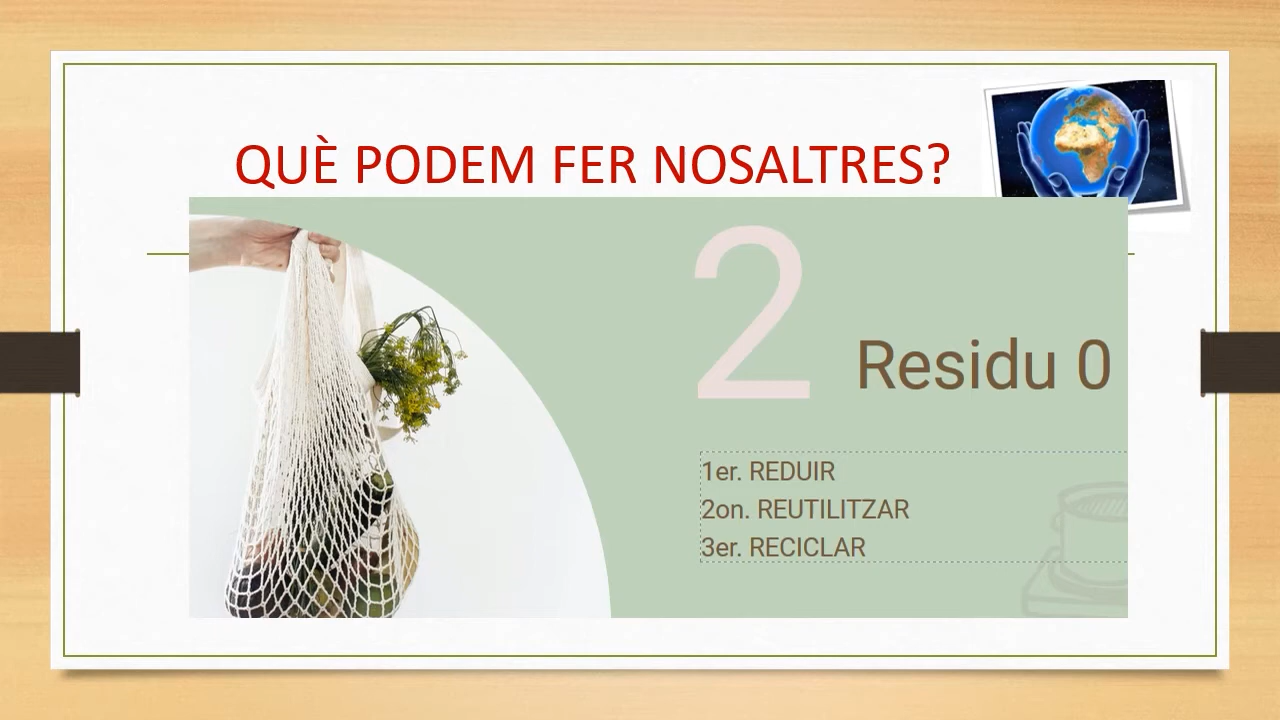 QUÈ PODEM FER NOSALTRES?
2
Residu 0
1er. REDUIR
2on. REUTILITZAR
3er. RECICLAR